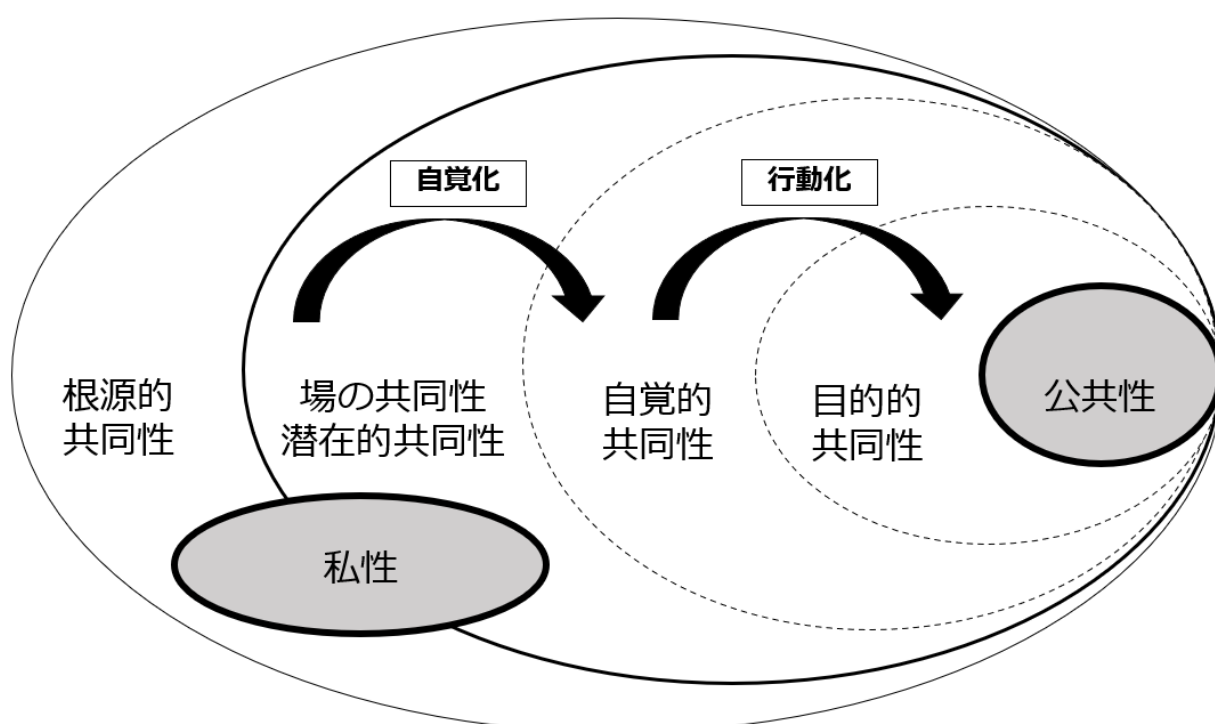 自覚化
行動化
根源的
共同性
場の共同性
潜在的共同性
自覚的
共同性
目的的
共同性
公共性
私性